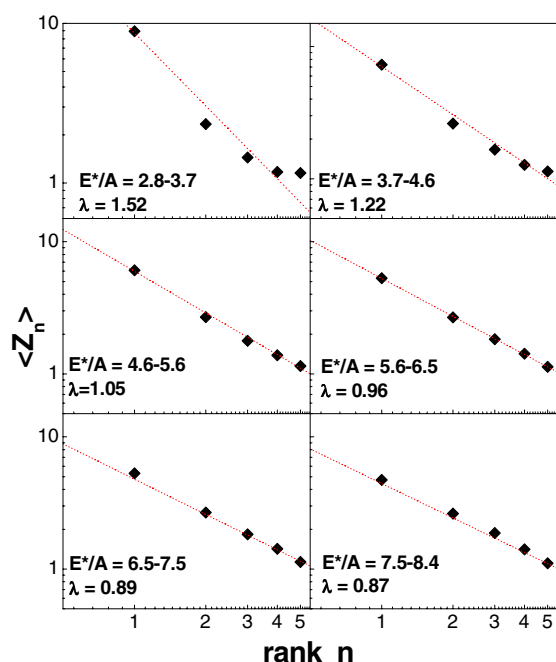 10
1
E*/A = 2.8-3.7
λ = 1.52
E*/A = 3.7-4.6
λ = 1.22
10
1
E*/A = 4.6-5.6
λ=1.05
E*/A = 5.6-6.5
λ = 0.96
<Z_n>
10
1
E*/A = 6.5-7.5
λ = 0.89
E*/A = 7.5-8.4
λ = 0.87
1 2 3 4 5 1 2 3 4 5
rank n